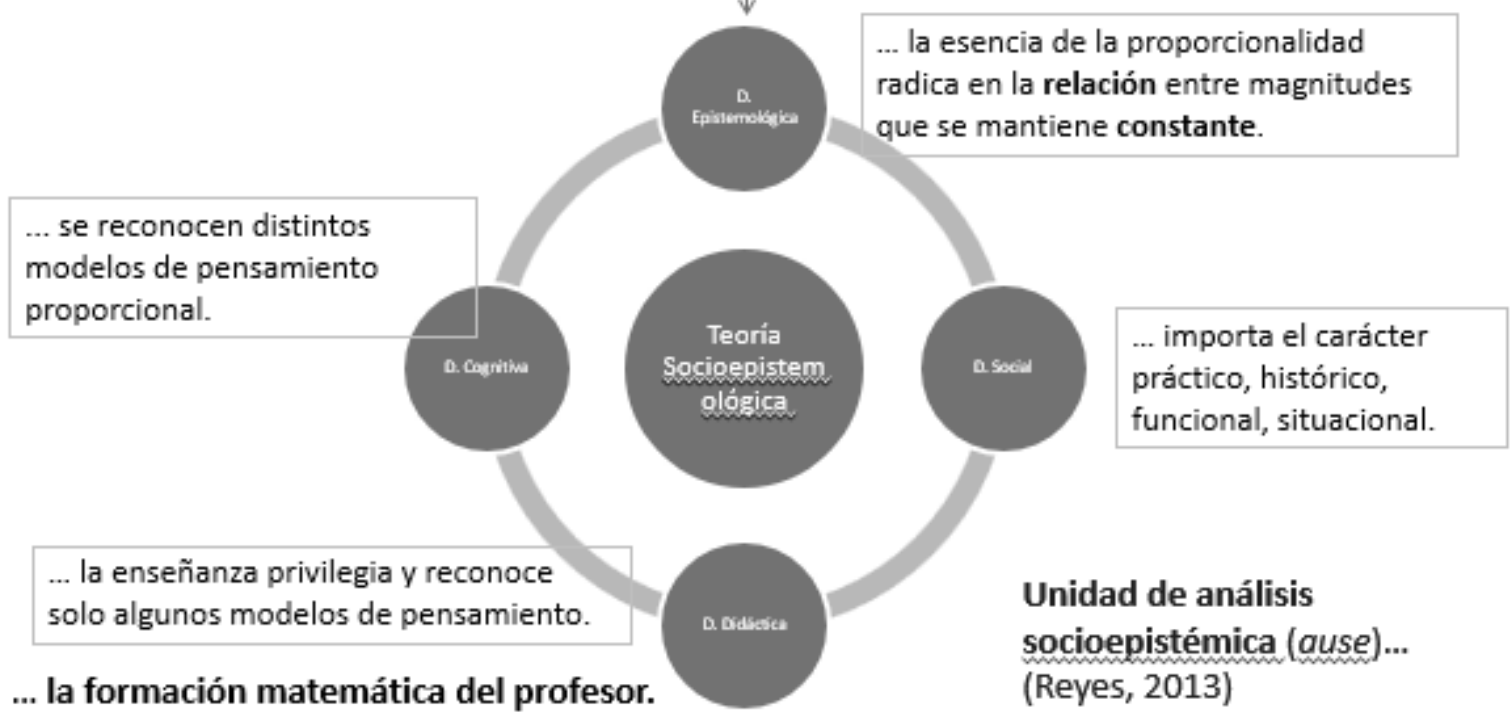 D.
Epistemológica
... la esencia de la proporcionalidad
radica en la relación entre magnitudes
que se mantiene constante.
... se reconocen distintos
modelos de pensamiento
proporcional.
D. Cognitiva
Teoría
Socioepistem
ológica
D. Social
... importa el carácter
práctico, histórico,
funcional, situacional.
... la enseñanza privilegia y reconoce
solo algunos modelos de pensamiento.
D. Didáctica
Unidad de análisis
socioepistémica (ause)...
(Reyes, 2013)
... la formación matemática del profesor.